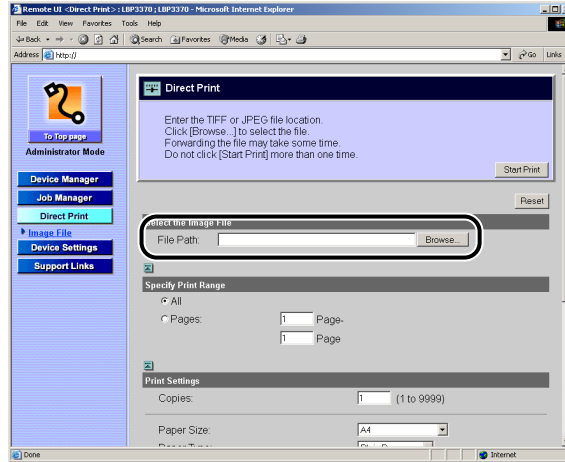 Remote UI <Direct Print> : LBP3370 ; LBP3370 - Microsoft Internet Explorer
File Edit View Favorites Tools Help
Back Search Favorites Media
Address http:// Go Links
Direct Print
Enter the TIFF or JPEG file location.
Click [Browse...] to select the file.
Forwarding the file may take some time.
Do not click [Start Print] more than one time.
Start Print
To Top page
Administrator Mode
Device Manager
Job Manager
Direct Print
Image File
Device Settings
Support Links
Reset
Select the Image File
File Path: Browse...
Specify Print Range
All
Pages: 1 Page-
1 Page
Print Settings
Copies: 1 (1 to 9999)
Paper Size: A4
Done Internet